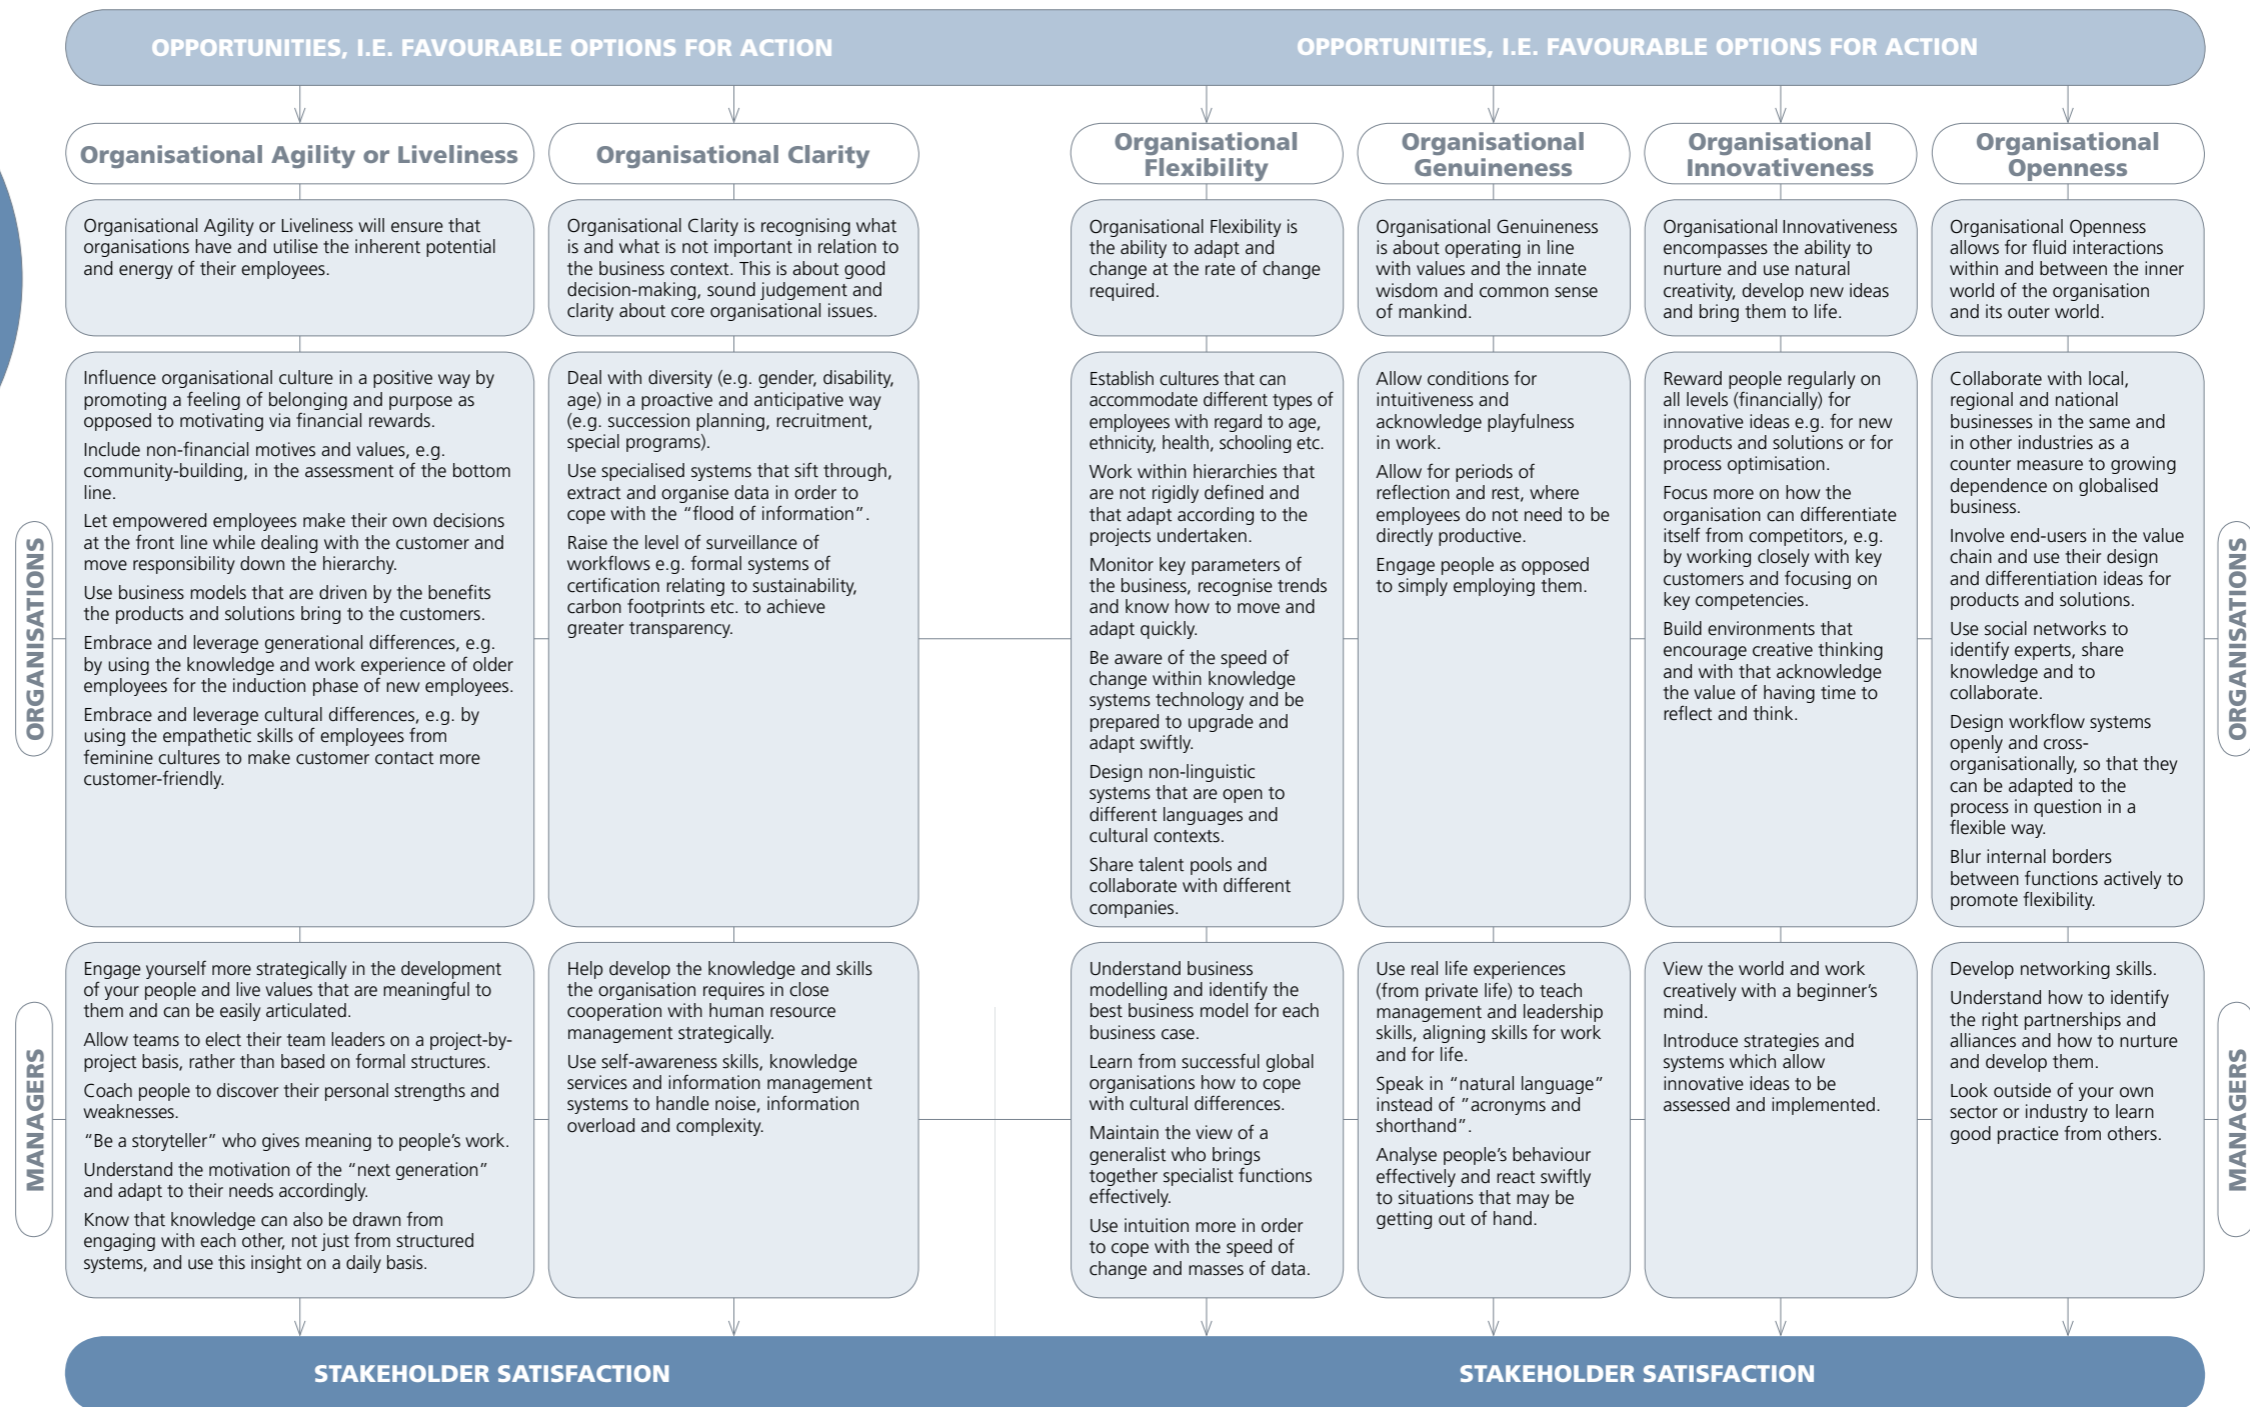 OPPORTUNITIES, I.E. FAVOURABLE OPTIONS FOR ACTION
OPPORTUNITIES, I.E. FAVOURABLE OPTIONS FOR ACTION
Organisational Agility or Liveliness
Organisational Agility or Liveliness will ensure that
organisations have and utilise the inherent potential
and energy of their employees.
ORGANISATIONS
Influence organisational culture in a positive way by
promoting a feeling of belonging and purpose as
opposed to motivating via financial rewards.
Include non-financial motives and values, e.g.
community-building, in the assessment of the bottom
line.
Let empowered employees make their own decisions
at the front line while dealing with the customer and
move responsibility down the hierarchy.
Use business models that are driven by the benefits
the products and solutions bring to the customers.
Embrace and leverage generational differences, e.g.
by using the knowledge and work experience of older
employees for the induction phase of new employees.
Embrace and leverage cultural differences, e.g. by
using the empathetic skills of employees from
feminine cultures to make customer contact more
customer-friendly.
MANAGERS
Engage yourself more strategically in the development
of your people and live values that are meaningful to
them and can be easily articulated.
Allow teams to elect their team leaders on a project-by-
project basis, rather than based on formal structures.
Coach people to discover their personal strengths and
weaknesses.
“Be a storyteller” who gives meaning to people’s work.
Understand the motivation of the “next generation”
and adapt to their needs accordingly.
Know that knowledge can also be drawn from
engaging with each other, not just from structured
systems, and use this insight on a daily basis.
Organisational Clarity
Organisational Clarity is recognising what
is and what is not important in relation to
the business context. This is about good
decision-making, sound judgement and
clarity about core organisational issues.
Deal with diversity (e.g. gender, disability,
age) in a proactive and anticipative way
(e.g. succession planning, recruitment,
special programs).
Use specialised systems that sift through,
extract and organise data in order to
cope with the “flood of information”.
Raise the level of surveillance of
workflows e.g. formal systems of
certification relating to sustainability,
carbon footprints etc. to achieve
greater transparency.
Help develop the knowledge and skills
the organisation requires in close
cooperation with human resource
management strategically.
Use self-awareness skills, knowledge
services and information management
systems to handle noise, information
overload and complexity.
Organisational
Flexibility
Organisational Flexibility is
the ability to adapt and
change at the rate of change
required.
Establish cultures that can
accommodate different types of
employees with regard to age,
ethnicity, health, schooling etc.
Work within hierarchies that
are not rigidly defined and
that adapt according to the
projects undertaken.
Monitor key parameters of
the business, recognise trends
and know how to move and
adapt quickly.
Be aware of the speed of
change within knowledge
systems technology and be
prepared to upgrade and
adapt swiftly.
Design non-linguistic
systems that are open to
different languages and
cultural contexts.
Share talent pools and
collaborate with different
companies.
Understand business
modelling and identify the
best business model for each
business case.
Learn from successful global
organisations how to cope
with cultural differences.
Maintain the view of a
generalist who brings
together specialist functions
effectively.
Use intuition more in order
to cope with the speed of
change and masses of data.
Organisational
Genuineness
Organisational Genuineness
is about operating in line
with values and the innate
wisdom and common sense
of mankind.
Allow conditions for
intuitiveness and
acknowledge playfulness
in work.
Allow for periods of
reflection and rest, where
employees do not need to be
directly productive.
Engage people as opposed
to simply employing them.
Use real life experiences
(from private life) to teach
management and leadership
skills, aligning skills for work
and for life.
Speak in “natural language”
instead of “acronyms and
shorthand”.
Analyse people’s behaviour
effectively and react swiftly
to situations that may be
getting out of hand.
Organisational
Innovativeness
Organisational Innovativeness
encompasses the ability to
nurture and use natural
creativity, develop new ideas
and bring them to life.
Reward people regularly on
all levels (financially) for
innovative ideas e.g. for new
products and solutions or for
process optimisation.
Focus more on how the
organisation can differentiate
itself from competitors, e.g.
by working closely with key
customers and focusing on
key competencies.
Build environments that
encourage creative thinking
and with that acknowledge
the value of having time to
reflect and think.
View the world and work
creatively with a beginner’s
mind.
Introduce strategies and
systems which allow
innovative ideas to be
assessed and implemented.
Organisational
Openness
Organisational Openness
allows for fluid interactions
within and between the inner
world of the organisation
and its outer world.
Collaborate with local,
regional and national
businesses in the same and
in other industries as a
counter measure to growing
dependence on globalised
business.
Involve end-users in the value
chain and use their design
and differentiation ideas for
products and solutions.
Use social networks to
identify experts, share
knowledge and to
collaborate.
Design workflow systems
openly and cross-
organisationally, so that they
can be adapted to the
process in question in a
flexible way.
Blur internal borders
between functions actively to
promote flexibility.
Develop networking skills.
Understand how to identify
the right partnerships and
alliances and how to nurture
and develop them.
Look outside of your own
sector or industry to learn
good practice from others.
ORGANISATIONS
MANAGERS
STAKEHOLDER SATISFACTION
STAKEHOLDER SATISFACTION